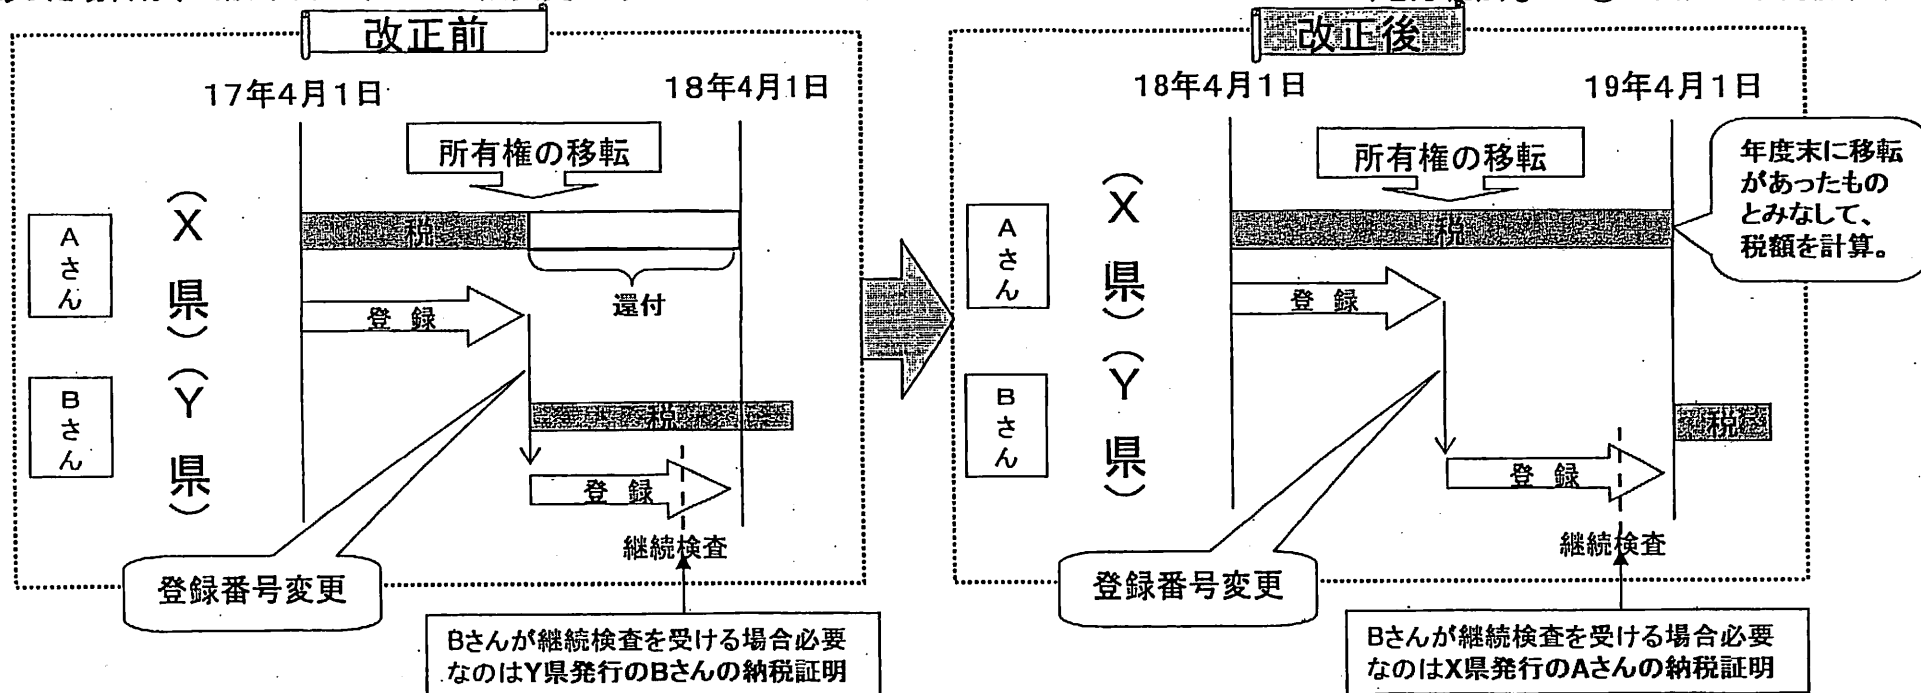 改正前
17年4月1日
18年4月1日
所有権の移転
Aさん
(X県)
税
還付
登録
Bさん
(Y県)
税
登録
継続検査
登録番号変更
Bさんが継続検査を受ける場合必要
なのはY県発行のBさんの納税証明
改正後
18年4月1日
19年4月1日
所有権の移転
年度末に移転
があったもの
とみなして、
税額を計算。
Aさん
(X県)
税
登録
Bさん
(Y県)
税
登録
継続検査
登録番号変更
Bさんが継続検査を受ける場合必要
なのはX県発行のAさんの納税証明